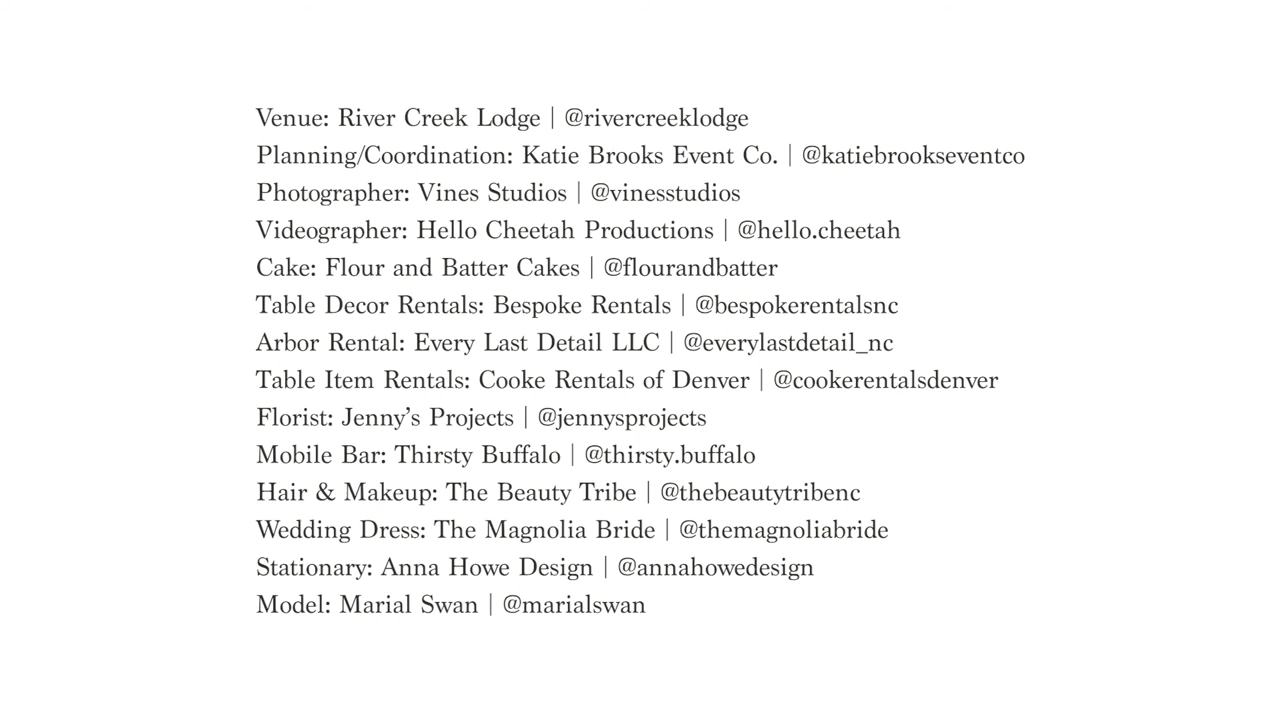 Venue: River Creek Lodge | @rivercreeklodge
Planning/Coordination: Katie Brooks Event Co. | @katiebrookseventco
Photographer: Vines Studios | @vinesstudios
Videographer: Hello Cheetah Productions | @hello.cheetah
Cake: Flour and Batter Cakes | @flourandbatter
Table Decor Rentals: Bespoke Rentals | @bespokerentalsnc
Arbor Rental: Every Last Detail LLC | @everylastdetail_nc
Table Item Rentals: Cooke Rentals of Denver | @cookerentalsdenver
Florist: Jenny’s Projects | @jennysprojects
Mobile Bar: Thirsty Buffalo | @thirsty.buffalo
Hair & Makeup: The Beauty Tribe | @thebeautytribenc
Wedding Dress: The Magnolia Bride | @themagnoliabride
Stationary: Anna Howe Design | @annahowedesign
Model: Marial Swan | @marialswan